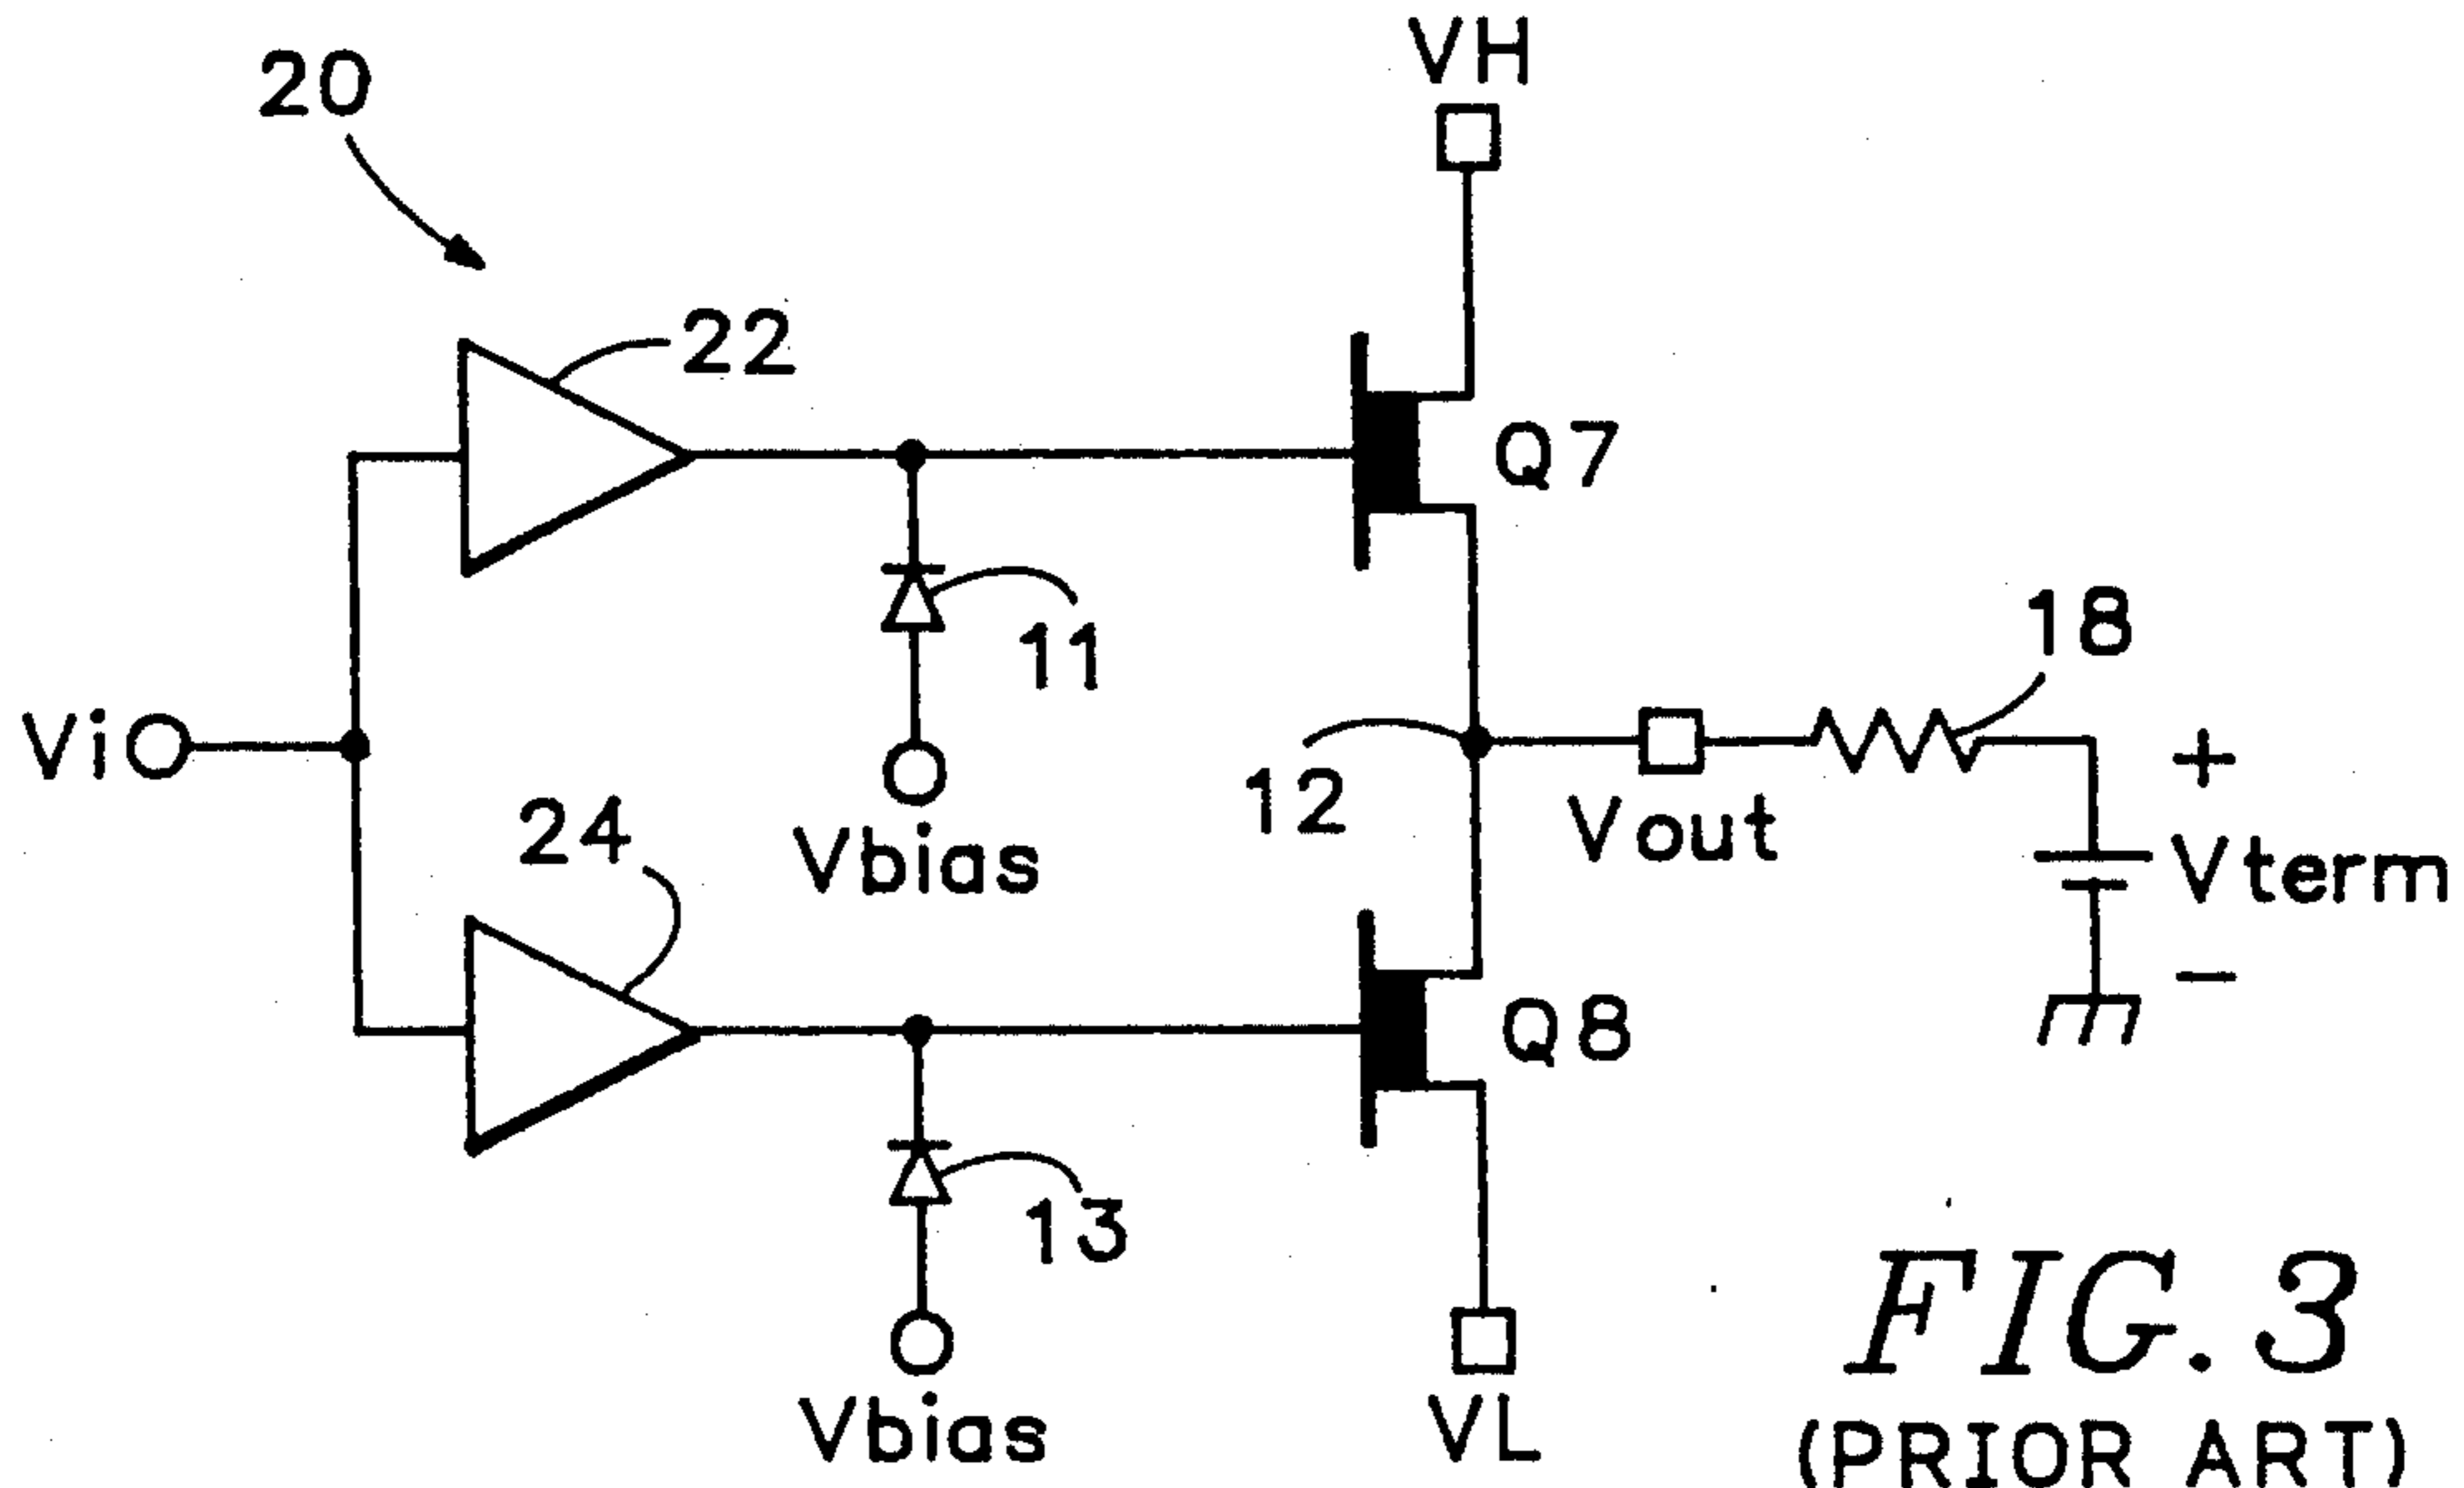 VH
20
22
Q7
11
18
Vi
12
Vout
Vbias
+
Vterm
−
24
Q8
13
Vbias
VL
FIG. 3
(PRIOR ART)